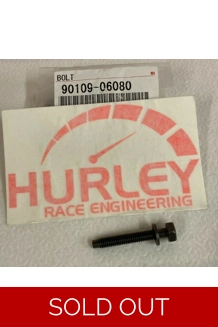 BOLT
90109-06080
HURLEY
RACE ENGINEERING
SOLD OUT